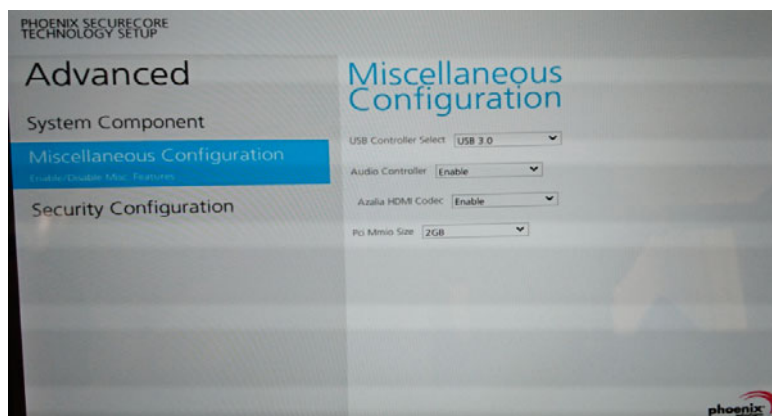 PHOENIX SECURECORE
TECHNOLOGY SETUP
Advanced
System Component
Miscellaneous Configuration
Enable/Disable Misc. Features
Security Configuration
Miscellaneous
Configuration
USB Controller Select USB 3.0
Audio Controller Enable
Azalia HDMI Codec Enable
Pci Mmio Size 2GB
phoenix